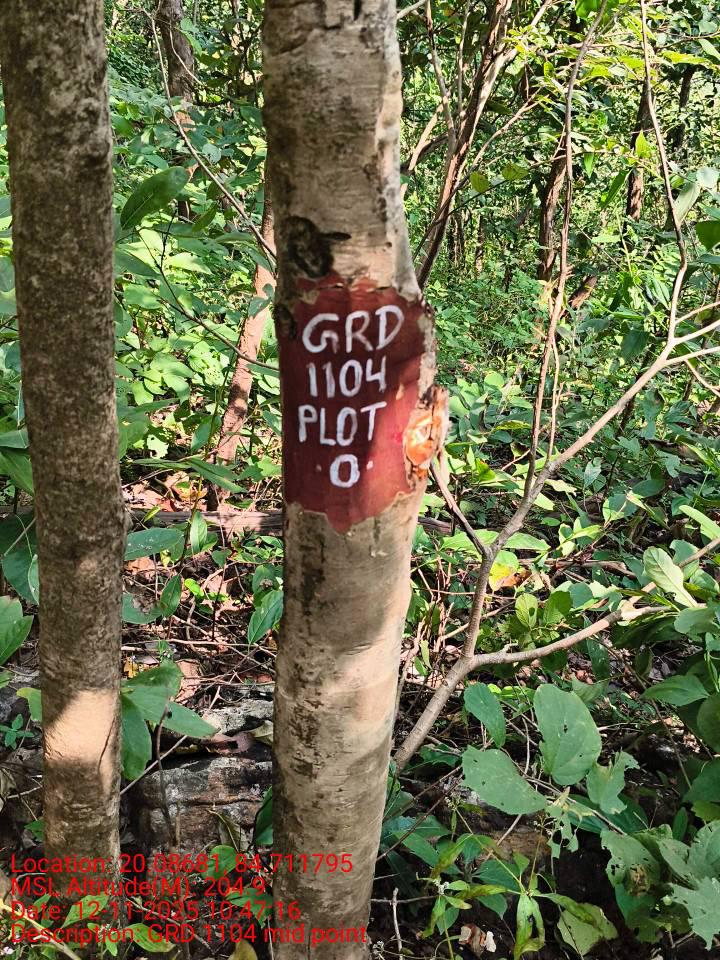 GRD
1104
PLOT
0
Location: 20.08681, 84.711795
MSL Altitude(M): 204.9
Date: 12-11-2025 10:47:16
Description: GRD 1104 mid point